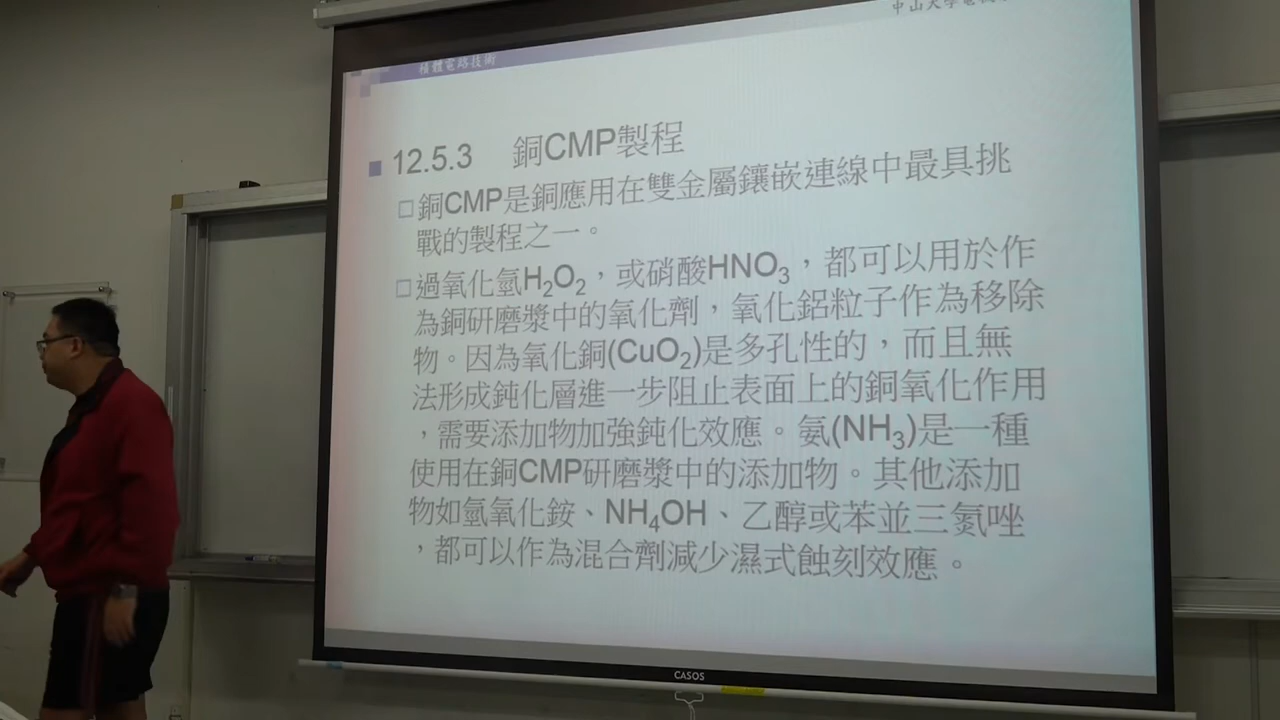 中山大學電機
積體電路技術
12.5.3 銅CMP製程
銅CMP是銅應用在雙金屬鑲嵌連線中最具挑
戰的製程之一。
過氧化氫H₂O₂，或硝酸HNO₃，都可以用於作
為銅研磨漿中的氧化劑，氧化鋁粒子作為移除
物。因為氧化銅(CuO₂)是多孔性的，而且無
法形成鈍化層進一步阻止表面上的銅氧化作用
，需要添加物加強鈍化效應。氨(NH₃)是一種
使用在銅CMP研磨漿中的添加物。其他添加
物如氫氧化銨、NH₄OH、乙醇或苯並三氮唑
，都可以作為混合劑減少濕式蝕刻效應。
CASOS